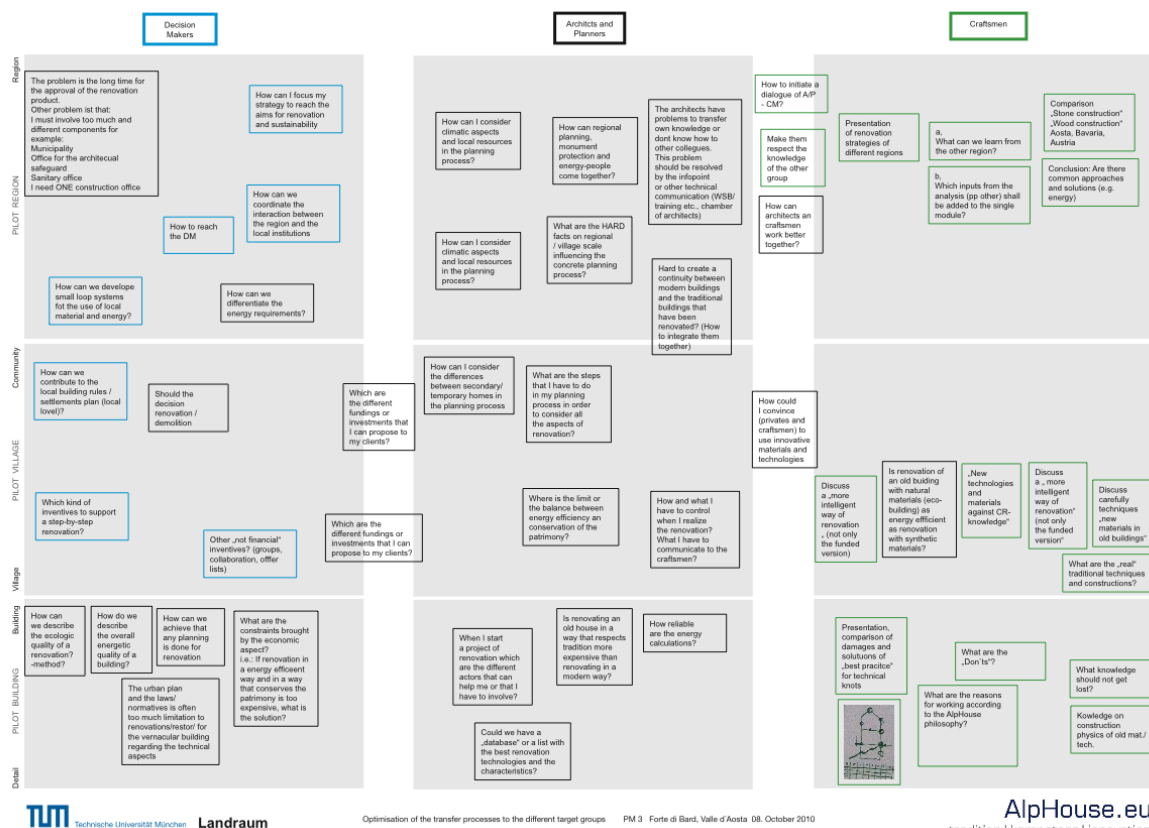 Decision
Makers
Architcts and
Planners
Craftsmen
Region
PILOT REGION
The problem is the long time for
the approval of the renovation
product.
Other problem ist that:
I must involve too much and
different components for
example:
Municipality
Office for the architecual
safeguard
Sanitary office
I need ONE construction office
How can I focus my
strategy to reach the
aims for renovation
and sustainability
How can we
coordinate the
interaction between
the region and the
local institutions
How to reach
the DM
How can we develope
small loop systems
fot the use of local
material and energy?
How can we
differentiate the
energy requirements?
How can I consider
climatic aspects
and local resources
in the planning
process?
How can regional
planning,
monument
protection and
energy-people
come together?
The architects have
problems to transfer
own knowledge or
dont know how to
other collegues.
This problem
should be resolved
by the infopoint
or other technical
communication (WSB/
training etc., chamber
of architects)
How can I consider
climatic aspects
and local resources
in the planning
process?
What are the HARD
facts on regional
/ village scale
influencing the
concrete planning
process?
Hard to create a
continuity between
modern buildings
and the traditional
buildings that
have been
renovated? (How
to integrate them
together)
How to initiate a
dialogue of A/P
- CM?
Make them
respect the
knowledge
of the other
group
How can
architects an
craftsmen
work better
together?
Presentation
of renovation
strategies of
different regions
a,
What can we learn from
the other region?
b,
Which inputs from the
analysis (pp other) shall
be added to the single
module?
Comparison
„Stone construction"
„Wood construction"
Aosta, Bavaria,
Austria
Conclusion: Are there
common approaches
and solutions (e.g.
energy)
Community
PILOT VILLAGE
Village
How can we
contribute to the
local building rules /
settlements plan (local
lovel)?
Should the
decision
renovation /
demolition
Which are
the different
fundings or
investments that
I can propose to
my clients?
How can I consider
the differences
between secondary/
temporary homes in
the planning process
What are the steps
that I have to do
in my planning
process in order
to consider all
the aspects of
renovation?
How could
I convince
(privates and
craftsmen) to
use innovative
materials and
technologies
Which kind of
inventives to support
a step-by-step
renovation?
Other „not financial"
inventives? (groups,
collaboration, offfer
lists)
Which are the
different fundings or
investments that I can
propose to my clients?
Where is the limit or
the balance between
energy efficiency an
conservation of the
patrimony?
How and what I
have to control
when I realize
the renovation?
What I have to
communicate to the
craftsmen?
Discuss
a „more
intelligent
way of
renovation
„ (not only
the funded
version)
Is renovation of
an old buiding
with natural
materials (eco-
building) as
energy efflicient
as renovation
with synthetic
materials?
„New
technologies
and
materials
against CR-
knowledge"
Discuss
a „ more
intelligent
way of
renovation"
(not only
the funded
version"
Discuss
carefully
techniques
„new
materials in
old buildings"
What are the „real"
traditional techniques
and constructions?
Building
PILOT BUILDING
Detail
How can
we describe
the ecologic
quality of a
renovation?
-method?
How do we
describe
the overall
energetic
quality of a
building?
How can we
achieve that
any planning
is done for
renovation
What are the
constraints brought
by the economic
aspect?
i.e.: If renovation in
a energy efficeent
way and in a way
that conserves the
patrimony is too
expensive, what is
the solution?
The urban plan
and the laws/
normatives is often
too much limitation to
renovations/restor/ for
the vernacular building
regarding the technical
aspects
When I start
a project of
renovation which
are the different
actors that can
help me or that I
have to involve?
Is renovating an
old house in a
way that respects
tradition more
expensive than
renovating in a
modern way?
How reliable
are the energy
calculations?
Could we have a
„database" or a list with
the best renovation
technologies and the
characteristics?
Presentation,
comparison of
damages and
solutuions of
„best pracitce"
for technical
knots
What are the
„Don´ts"?
What are the reasons
for working according
to the AlpHouse
philosophy?
What knowledge
should not get
lost?
Kowledge on
construction
physics of old mat./
tech.
TUM Technische Universität München Landraum
Optimisation of the transfer processes to the different target groups PM 3 Forte di Bard, Valle d'Aosta 08. October 2010
AlpHouse.eu